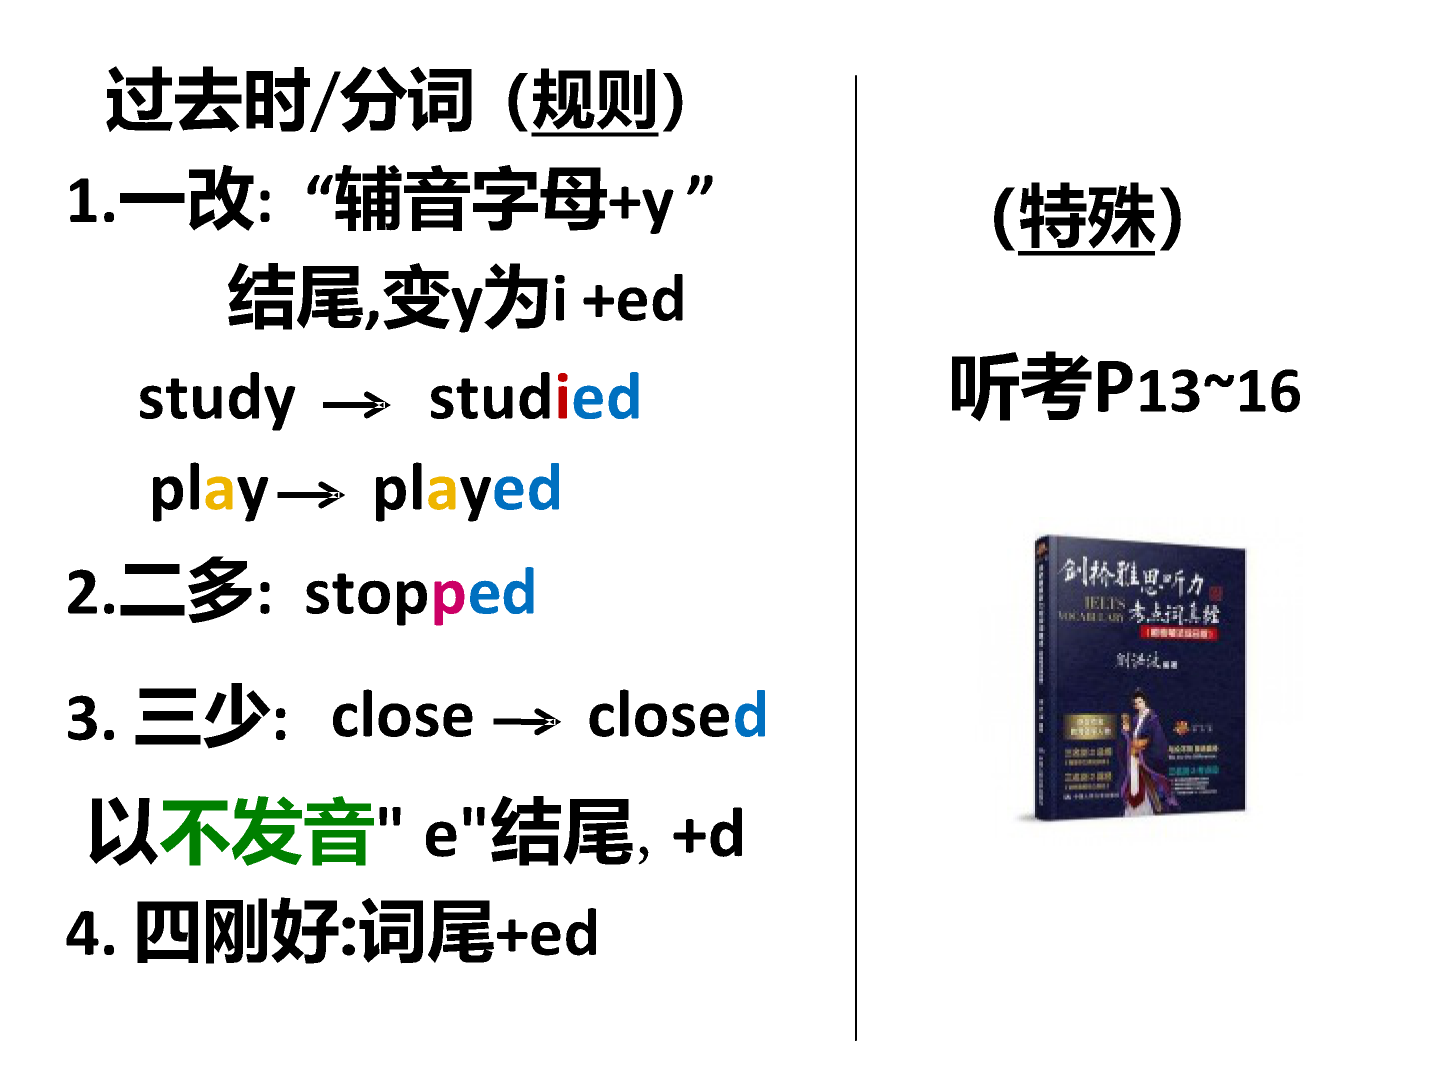 过去时/分词（规则）
1.一改: “辅音字母+y ”
结尾,变y为i +ed
study → studied
play → played
2.二多: stopped
3. 三少: close → closed
以不发音" e"结尾, +d
4. 四刚好:词尾+ed
（特殊）
听考P13~16
剑桥雅思听力
IELTS
考点词真经
VOCABULARY
刘洪波